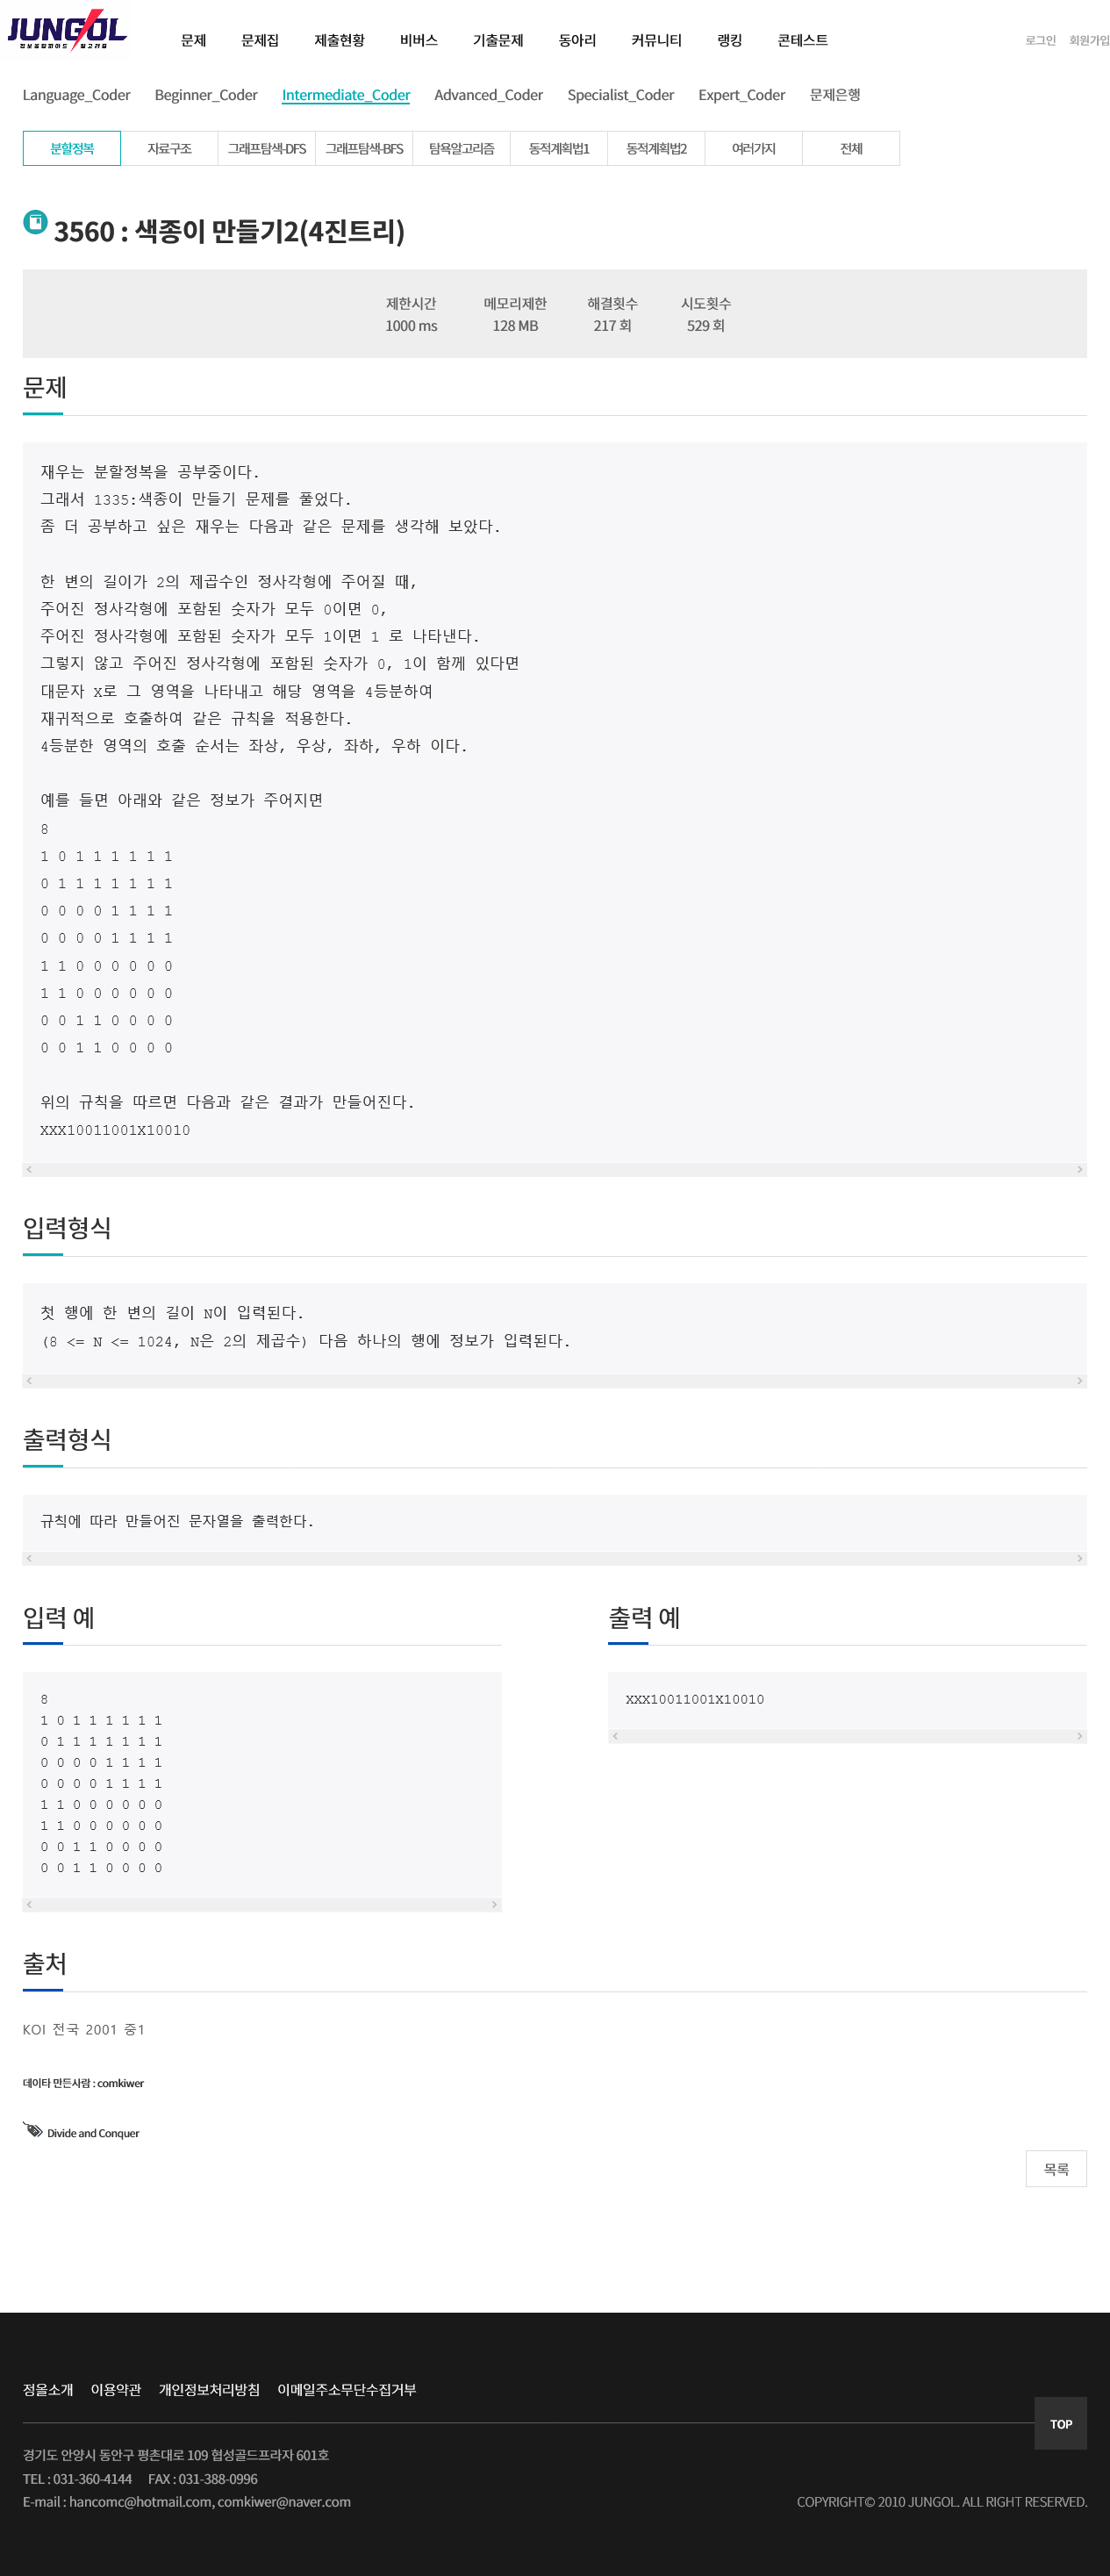 JUNGOL
정보올림피아드 알고리즘
문제 문제집 제출현황 비버스 기출문제 동아리 커뮤니티 랭킹 콘테스트
로그인 회원가입
Language_Coder Beginner_Coder Intermediate_Coder Advanced_Coder Specialist_Coder Expert_Coder 문제은행
분할정복 자료구조 그래프탐색-DFS 그래프탐색-BFS 탐욕알고리즘 동적계획법1 동적계획법2 여러가지 전체
3560 : 색종이 만들기2(4진트리)
제한시간 메모리제한 해결횟수 시도횟수
1000 ms 128 MB 217 회 529 회
문제
재우는 분할정복을 공부중이다.
그래서 1335:색종이 만들기 문제를 풀었다.
좀 더 공부하고 싶은 재우는 다음과 같은 문제를 생각해 보았다.
한 변의 길이가 2의 제곱수인 정사각형에 주어질 때,
주어진 정사각형에 포함된 숫자가 모두 0이면 0,
주어진 정사각형에 포함된 숫자가 모두 1이면 1 로 나타낸다.
그렇지 않고 주어진 정사각형에 포함된 숫자가 0, 1이 함께 있다면
대문자 X로 그 영역을 나타내고 해당 영역을 4등분하여
재귀적으로 호출하여 같은 규칙을 적용한다.
4등분한 영역의 호출 순서는 좌상, 우상, 좌하, 우하 이다.
예를 들면 아래와 같은 정보가 주어지면
8
1 0 1 1 1 1 1 1
0 1 1 1 1 1 1 1
0 0 0 0 1 1 1 1
0 0 0 0 1 1 1 1
1 1 0 0 0 0 0 0
1 1 0 0 0 0 0 0
0 0 1 1 0 0 0 0
0 0 1 1 0 0 0 0
위의 규칙을 따르면 다음과 같은 결과가 만들어진다.
XXX10011001X10010
입력형식
첫 행에 한 변의 길이 N이 입력된다.
(8 <= N <= 1024, N은 2의 제곱수) 다음 하나의 행에 정보가 입력된다.
출력형식
규칙에 따라 만들어진 문자열을 출력한다.
입력 예
8
1 0 1 1 1 1 1 1
0 1 1 1 1 1 1 1
0 0 0 0 1 1 1 1
0 0 0 0 1 1 1 1
1 1 0 0 0 0 0 0
1 1 0 0 0 0 0 0
0 0 1 1 0 0 0 0
0 0 1 1 0 0 0 0
출력 예
XXX10011001X10010
출처
KOI 전국 2001 중1
데이타 만든사람 : comkiwer
Divide and Conquer
목록
정올소개 이용약관 개인정보처리방침 이메일주소무단수집거부
TOP
경기도 안양시 동안구 평촌대로 109 협성골드프라자 601호
TEL : 031-360-4144 FAX : 031-388-0996
E-mail : hancomc@hotmail.com, comkiwer@naver.com
COPYRIGHT© 2010 JUNGOL. ALL RIGHT RESERVED.